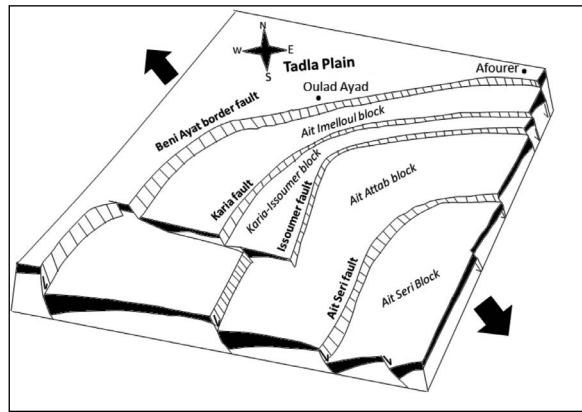 N
W E
S
Tadla Plain
Afourer
Oulad Ayad
Beni Ayat border fault
Ait Imelloul block
Karia fault
Karia-Issoumer block
Issoumer fault
Ait Attab block
Ait Seri fault
Ait Seri Block